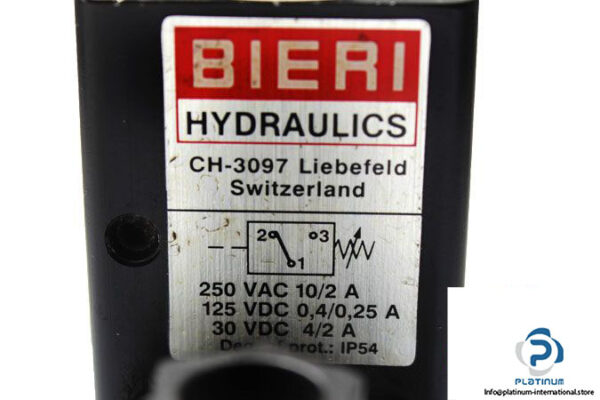 BIERI
HYDRAULICS
CH-3097 Liebefeld
Switzerland
2 3
1
250 VAC 10/2 A
125 VDC 0,4/0,25 A
30 VDC 4/2 A
prot.: IP54
PLATINUM
Info@platinum-international.store